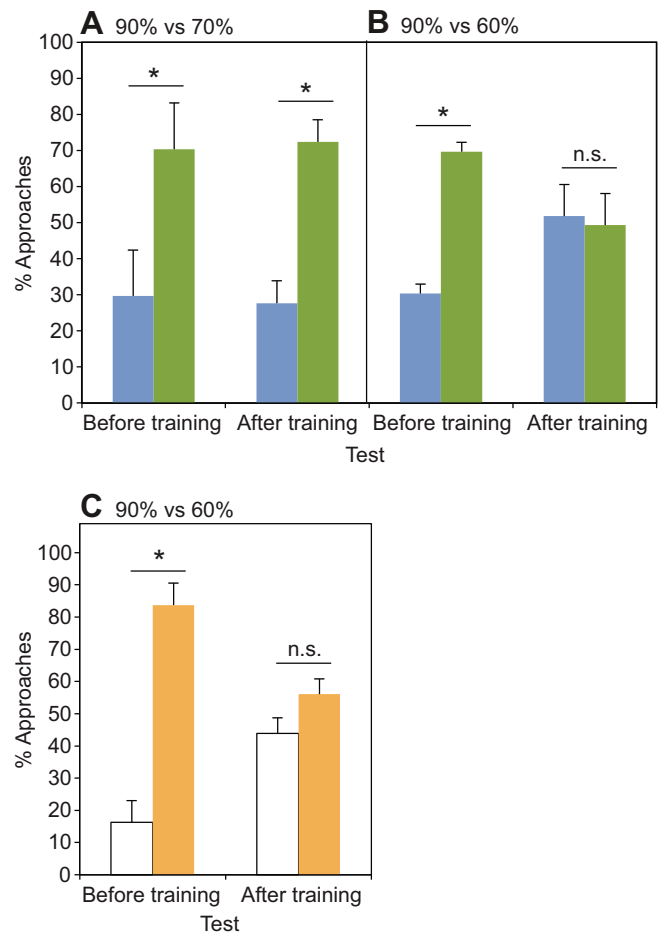 A 90% vs 70%
B 90% vs 60%
% Approaches
100
90
80
70
60
50
40
30
20
10
0
*
*
*
n.s.
Before training
After training
Before training
After training
Test
C 90% vs 60%
% Approaches
100
90
80
70
60
50
40
30
20
10
0
*
n.s.
Before training
After training
Test